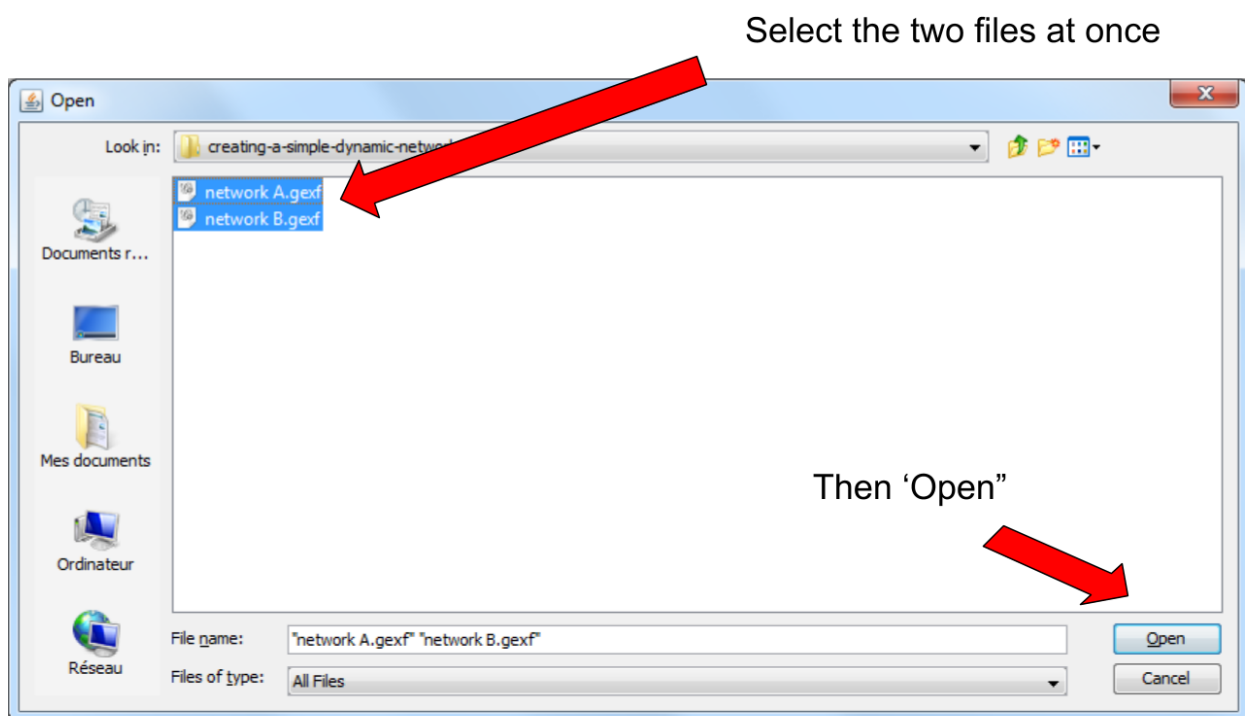 Select the two files at once
Open
Look in:
creating-a-simple-dynamic-network
network A.gexf
network B.gexf
Documents r...
Bureau
Mes documents
Then ‘Open”
Ordinateur
Réseau
File name:
"network A.gexf" "network B.gexf"
Open
Files of type:
All Files
Cancel